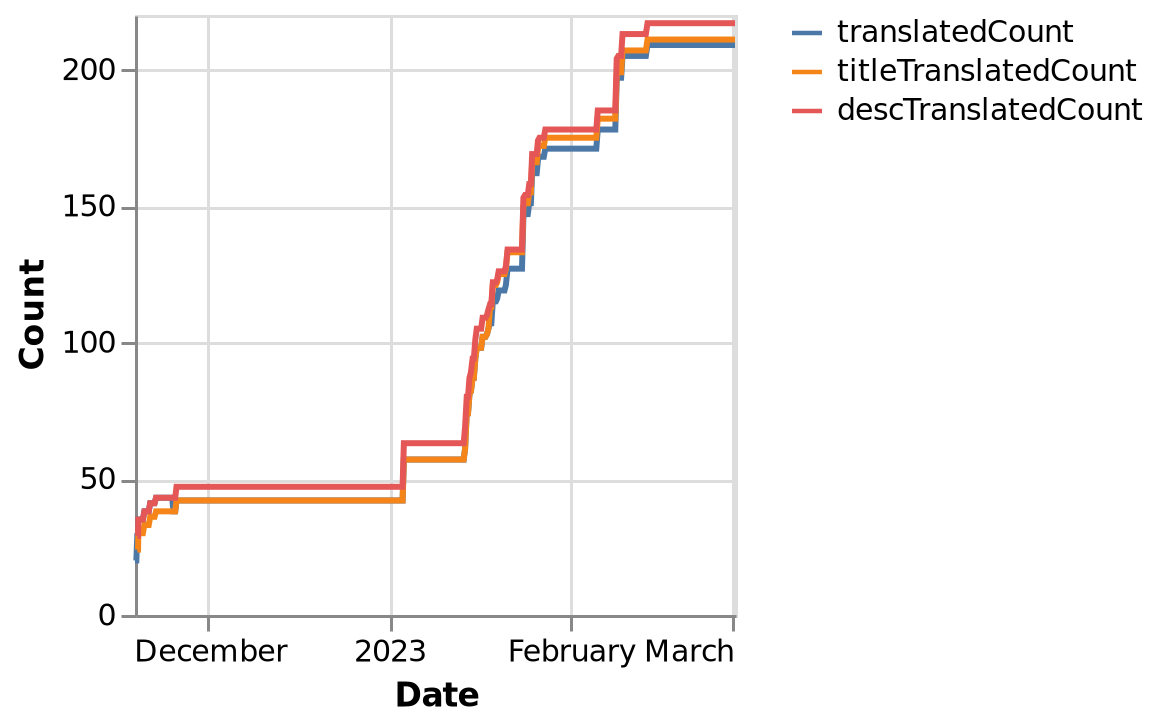 translatedCount
titleTranslatedCount
descTranslatedCount
200
150
100
50
0
Count
December 2023 February March
Date